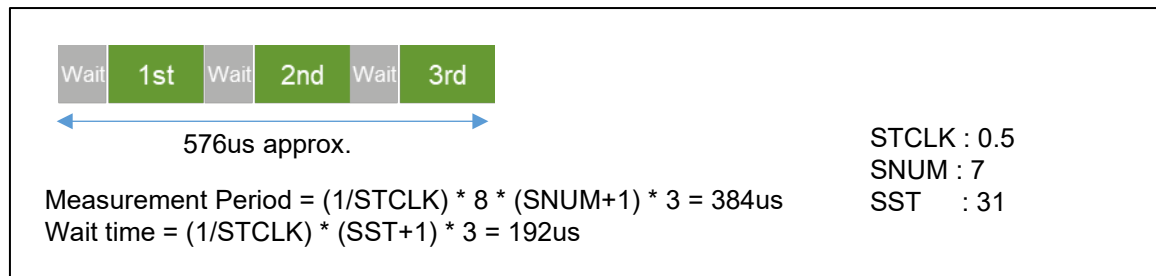 Wait 1st Wait 2nd Wait 3rd
576us approx.
STCLK : 0.5
SNUM : 7
SST : 31
Measurement Period = (1/STCLK) * 8 * (SNUM+1) * 3 = 384us
Wait time = (1/STCLK) * (SST+1) * 3 = 192us